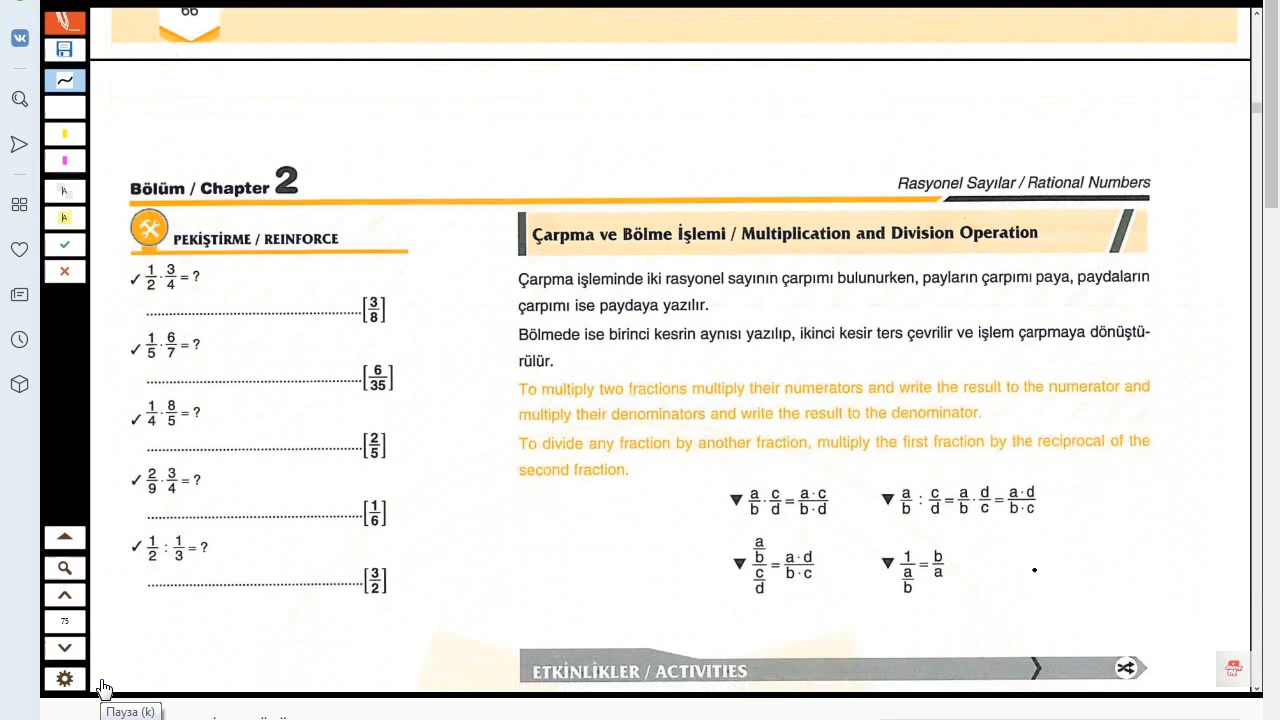 66
Bölüm / Chapter 2
Rasyonel Sayılar / Rational Numbers
PEKİŞTİRME / REINFORCE
✓ 1/2 · 3/4 = ?
[3/8]
✓ 1/5 · 6/7 = ?
[6/35]
✓ 1/4 · 8/5 = ?
[2/5]
✓ 2/9 · 3/4 = ?
[1/6]
✓ 1/2 : 1/3 = ?
[3/2]
Çarpma ve Bölme İşlemi / Multiplication and Division Operation
Çarpma işleminde iki rasyonel sayının çarpımı bulunurken, payların çarpımı paya, paydaların
çarpımı ise paydaya yazılır.
Bölmede ise birinci kesrin aynısı yazılıp, ikinci kesir ters çevrilir ve işlem çarpmaya dönüştü-
rülür.
To multiply two fractions multiply their numerators and write the result to the numerator and
multiply their denominators and write the result to the denominator.
To divide any fraction by another fraction, multiply the first fraction by the reciprocal of the
second fraction.
▼ a/b · c/d = a·c/b·d ▼ a/b : c/d = a/b · d/c = a·d/b·c
▼ a/b / c/d = a·d/b·c ▼ 1 / a/b = b/a
ETKİNLİKLER / ACTIVITIES
75
Пауза (k)